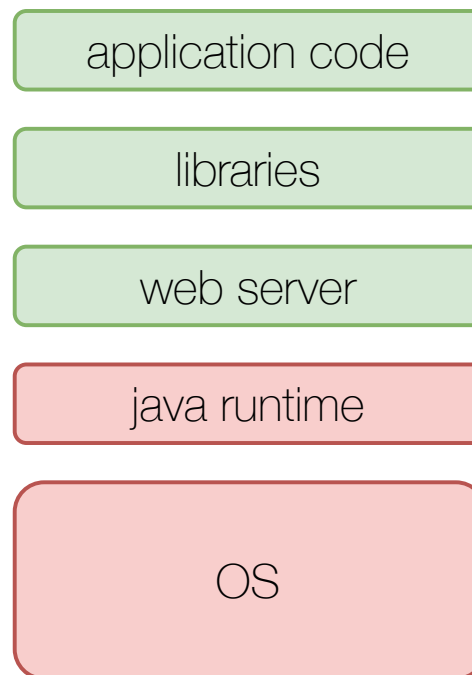 application code
libraries
web server
java runtime
OS